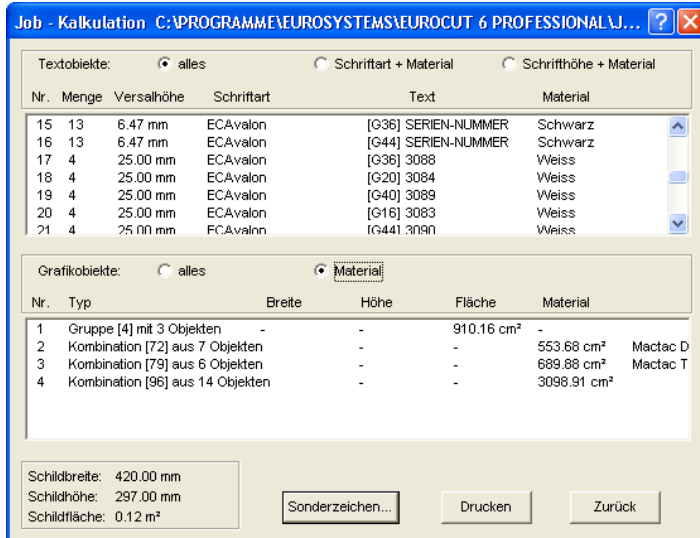 Job - Kalkulation C:\PROGRAMME\EUROSYSTEMS\EUROCUT 6 PROFESSIONAL\J...
Textobjekte: alles Schriftart + Material Schrifthöhe + Material
Nr. Menge Versalhöhe Schriftart Text Material
15 13 6.47 mm ECAvalon [G36] SERIEN-NUMMER Schwarz
16 13 6.47 mm ECAvalon [G44] SERIEN-NUMMER Schwarz
17 4 25.00 mm ECAvalon [G36] 3088 Weiss
18 4 25.00 mm ECAvalon [G20] 3084 Weiss
19 4 25.00 mm ECAvalon [G40] 3089 Weiss
20 4 25.00 mm ECAvalon [G16] 3083 Weiss
21 4 25.00 mm ECAvalon [G44] 3090 Weiss
Grafikobjekte: alles Material
Nr. Typ Breite Höhe Fläche Material
1 Gruppe [4] mit 3 Objekten - - 910.16 cm² -
2 Kombination [72] aus 7 Objekten - - 553.68 cm² Mactac D
3 Kombination [79] aus 6 Objekten - - 689.88 cm² Mactac T
4 Kombination [96] aus 14 Objekten - - 3098.91 cm²
Schildbreite: 420.00 mm
Schildhöhe: 297.00 mm
Schildfläche: 0.12 m²
Sonderzeichen... Drucken Zurück